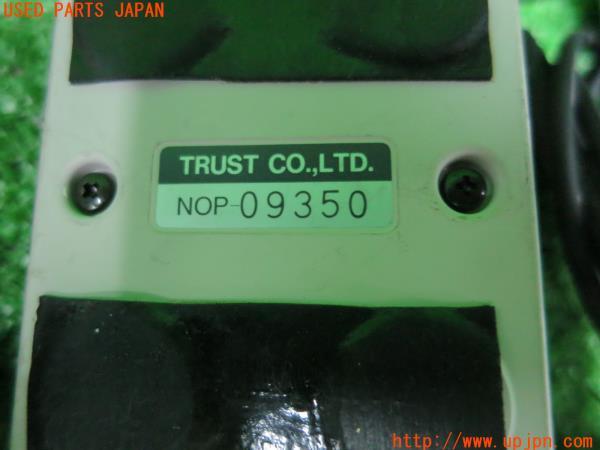 USED PARTS JAPAN
TRUST CO.,LTD.
NOP-09350
http://www.upjpn.com